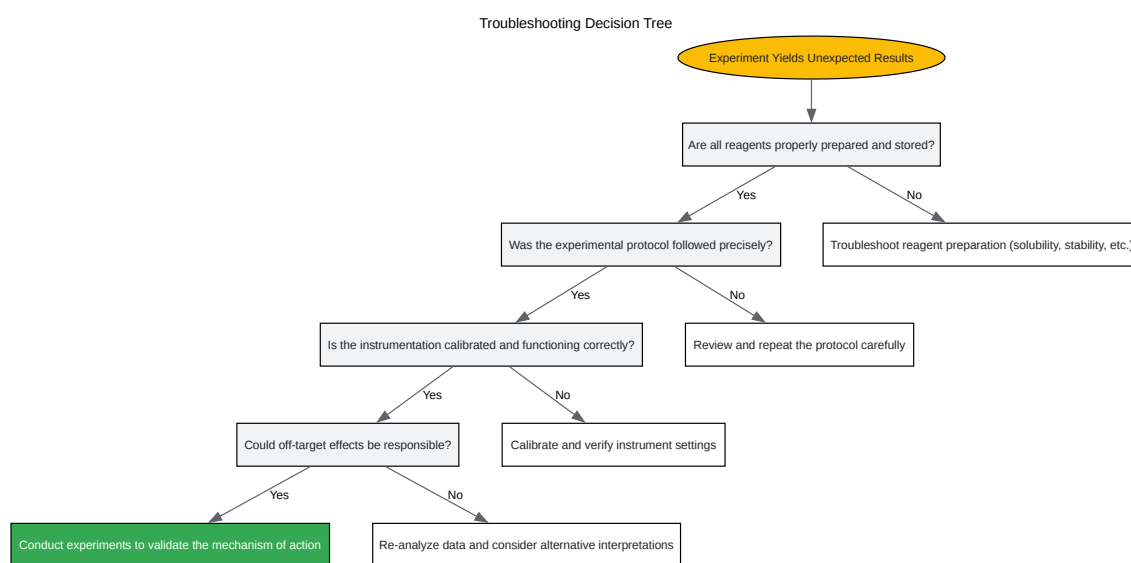 Troubleshooting Decision Tree
Experiment Yields Unexpected Results
Are all reagents properly prepared and stored?
Yes
No
Was the experimental protocol followed precisely?
Troubleshoot reagent preparation (solubility, stability, etc.)
Yes
No
Is the instrumentation calibrated and functioning correctly?
Review and repeat the protocol carefully
Yes
No
Could off-target effects be responsible?
Calibrate and verify instrument settings
Yes
No
Conduct experiments to validate the mechanism of action
Re-analyze data and consider alternative interpretations